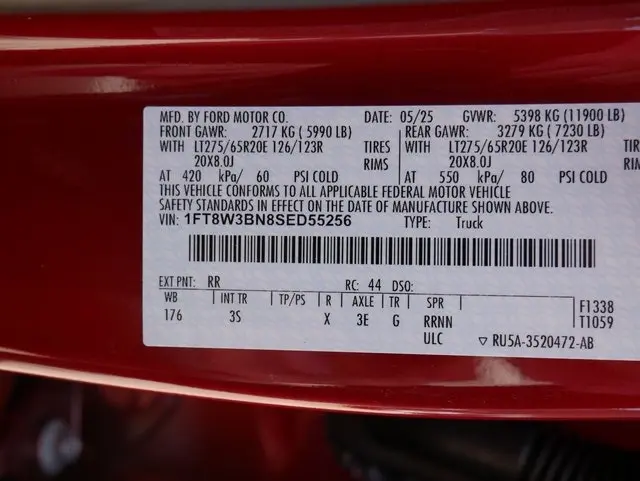 MFD. BY FORD MOTOR CO. DATE: 05/25 GVWR: 5398 KG (11900 LB)
FRONT GAWR: 2717 KG ( 5990 LB) REAR GAWR: 3279 KG ( 7230 LB)
WITH LT275/65R20E 126/123R TIRES WITH LT275/65R20E 126/123R TIR
20X8.0J RIMS 20X8.0J RIM
AT 420 kPa/ 60 PSI COLD AT 550 kPa/ 80 PSI COLD
THIS VEHICLE CONFORMS TO ALL APPLICABLE FEDERAL MOTOR VEHICLE
SAFETY STANDARDS IN EFFECT ON THE DATE OF MANUFACTURE SHOWN ABOVE.
VIN: 1FT8W3BN8SED55256 TYPE: Truck
EXT PNT: RR RC: 44 DSO:
WB INT TR TP/PS R AXLE TR SPR F1338
176 3S X 3E G RRNN T1059
ULC ▽ RU5A-3520472-AB